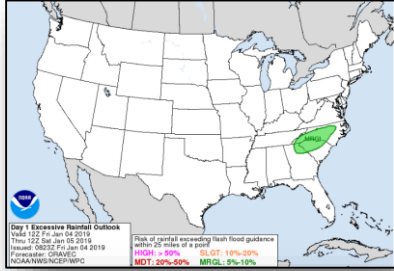 MRGL
NOAA
Day 1 Excessive Rainfall Outlook
Valid 12Z Fri Jan 04 2019
Thru 12Z Sat Jan 05 2019
Issued: 0823Z Fri Jan 04 2019
Forecaster: ORAVEC
NOAA/NWS/NCEP/WPC
Risk of rainfall exceeding flash flood guidance
within 25 miles of a point
HIGH: > 50% SLGT: 10%-20%
MDT: 20%-50% MRGL: 5%-10%